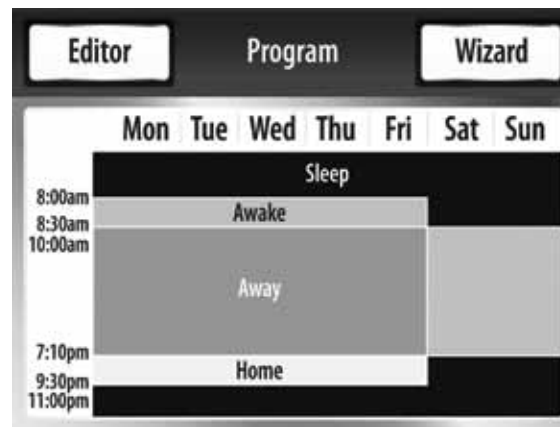 Editor Program Wizard
Mon Tue Wed Thu Fri Sat Sun
Sleep
8:00am
Awake
8:30am
10:00am
Away
7:10pm
Home
9:30pm
11:00pm